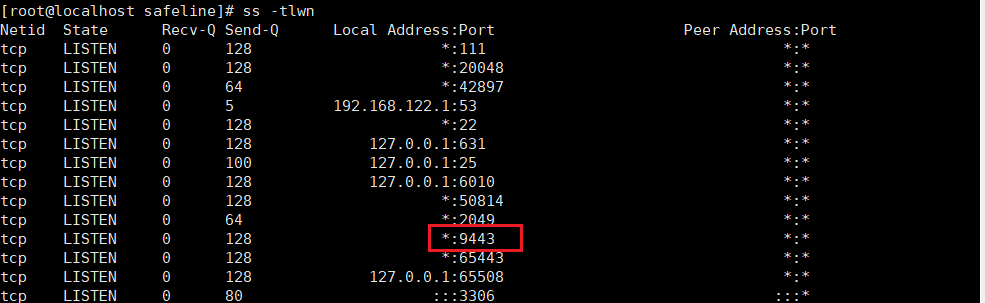 [root@localhost safeline]# ss -tlwn
Netid State Recv-Q Send-Q Local Address:Port Peer Address:Port
tcp LISTEN 0 128 *:111 *:*
tcp LISTEN 0 128 *:20048 *:*
tcp LISTEN 0 64 *:42897 *:*
tcp LISTEN 0 5 192.168.122.1:53 *:*
tcp LISTEN 0 128 *:22 *:*
tcp LISTEN 0 128 127.0.0.1:631 *:*
tcp LISTEN 0 100 127.0.0.1:25 *:*
tcp LISTEN 0 128 127.0.0.1:6010 *:*
tcp LISTEN 0 128 *:50814 *:*
tcp LISTEN 0 64 *:2049 *:*
tcp LISTEN 0 128 *:9443 *:*
tcp LISTEN 0 128 *:65443 *:*
tcp LISTEN 0 128 127.0.0.1:65508 *:*
tcp LISTEN 0 80 :::3306 :::*